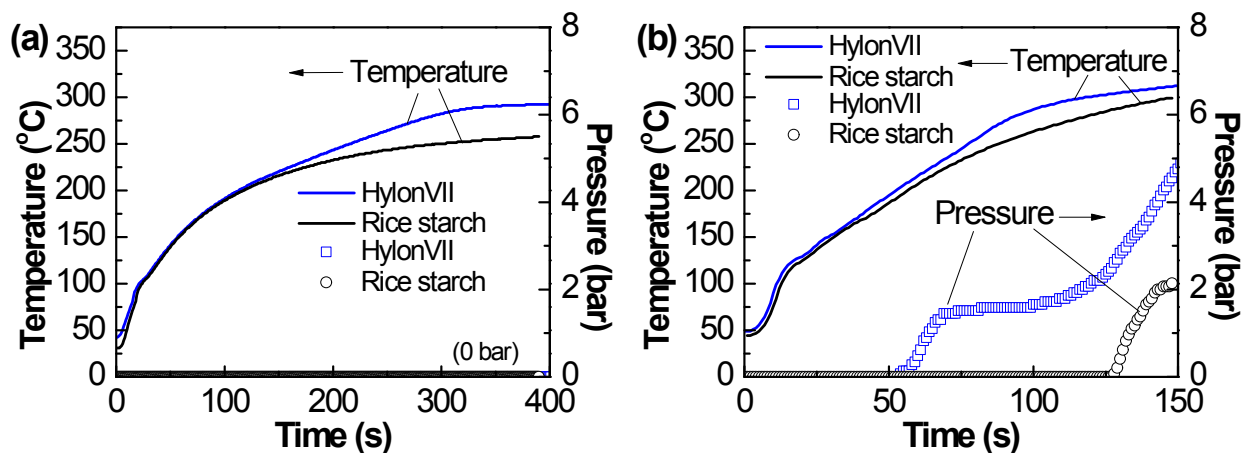 (a)
350
300
250
200
150
100
50
0
Temperature (°C)
8
6
4
2
0
Pressure (bar)
Temperature
HylonVII
Rice starch
HylonVII
Rice starch
(0 bar)
0 100 200 300 400
Time (s)
(b)
350
300
250
200
150
100
50
0
Temperature (°C)
8
6
4
2
0
Pressure (bar)
HylonVII
Rice starch
HylonVII
Rice starch
Temperature
Pressure
0 50 100 150
Time (s)